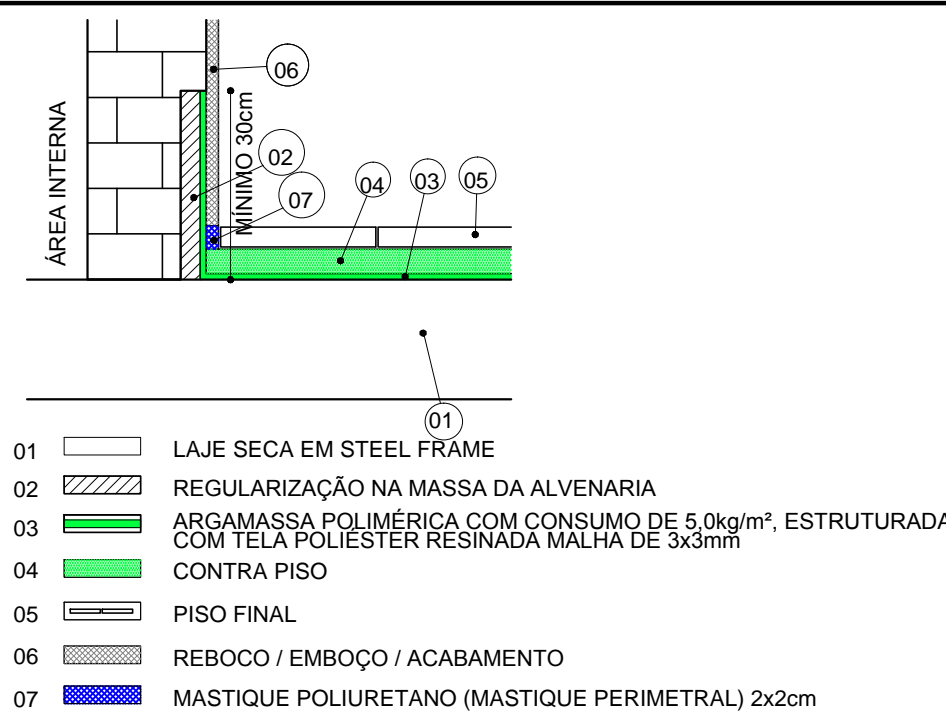 06
ÁREA INTERNA
MÍNIMO 30cm
02
04
03
05
07
01
01 LAJE SECA EM STEEL FRAME
02 REGULARIZAÇÃO NA MASSA DA ALVENARIA
03 ARGAMASSA POLIMÉRICA COM CONSUMO DE 5,0kg/m², ESTRUTURADA
COM TELA POLIÉSTER RESINADA MALHA DE 3x3mm
04 CONTRA PISO
05 PISO FINAL
06 REBOCO / EMBOÇO / ACABAMENTO
07 MASTIQUE POLIURETANO (MASTIQUE PERIMETRAL) 2x2cm